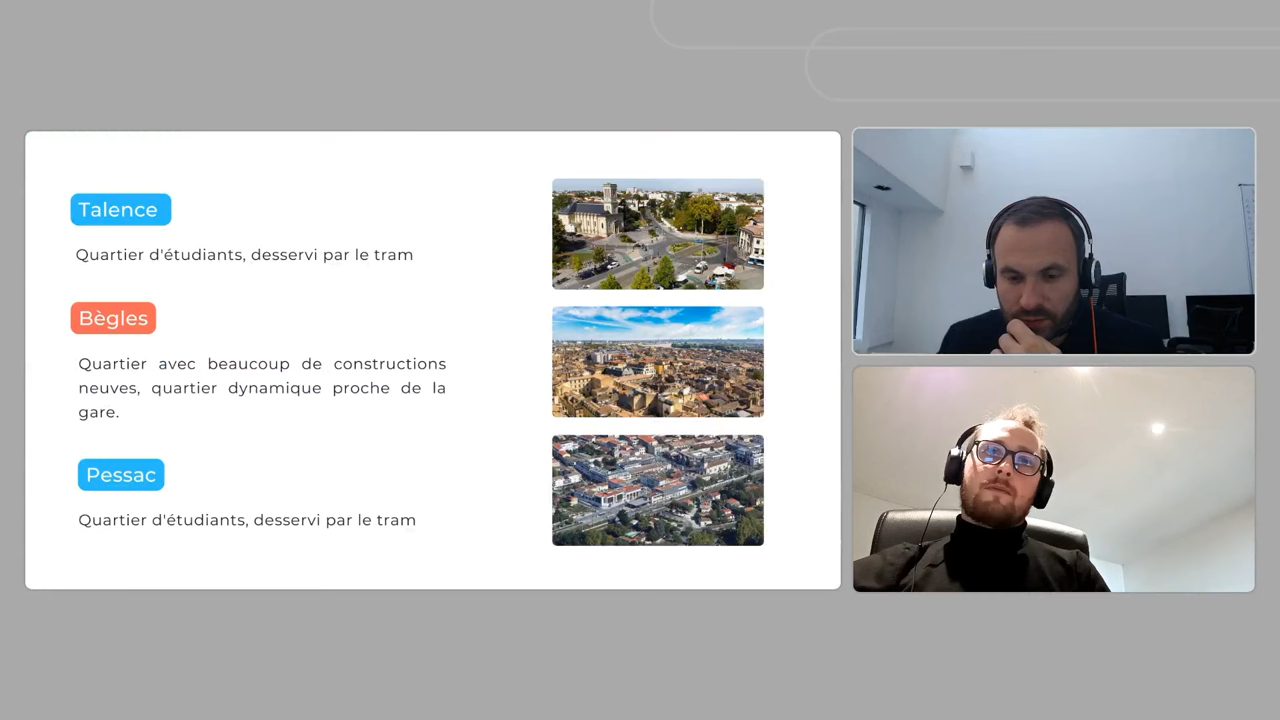 Talence
Quartier d'étudiants, desservi par le tram
Bègles
Quartier avec beaucoup de constructions
neuves, quartier dynamique proche de la
gare.
Pessac
Quartier d'étudiants, desservi par le tram